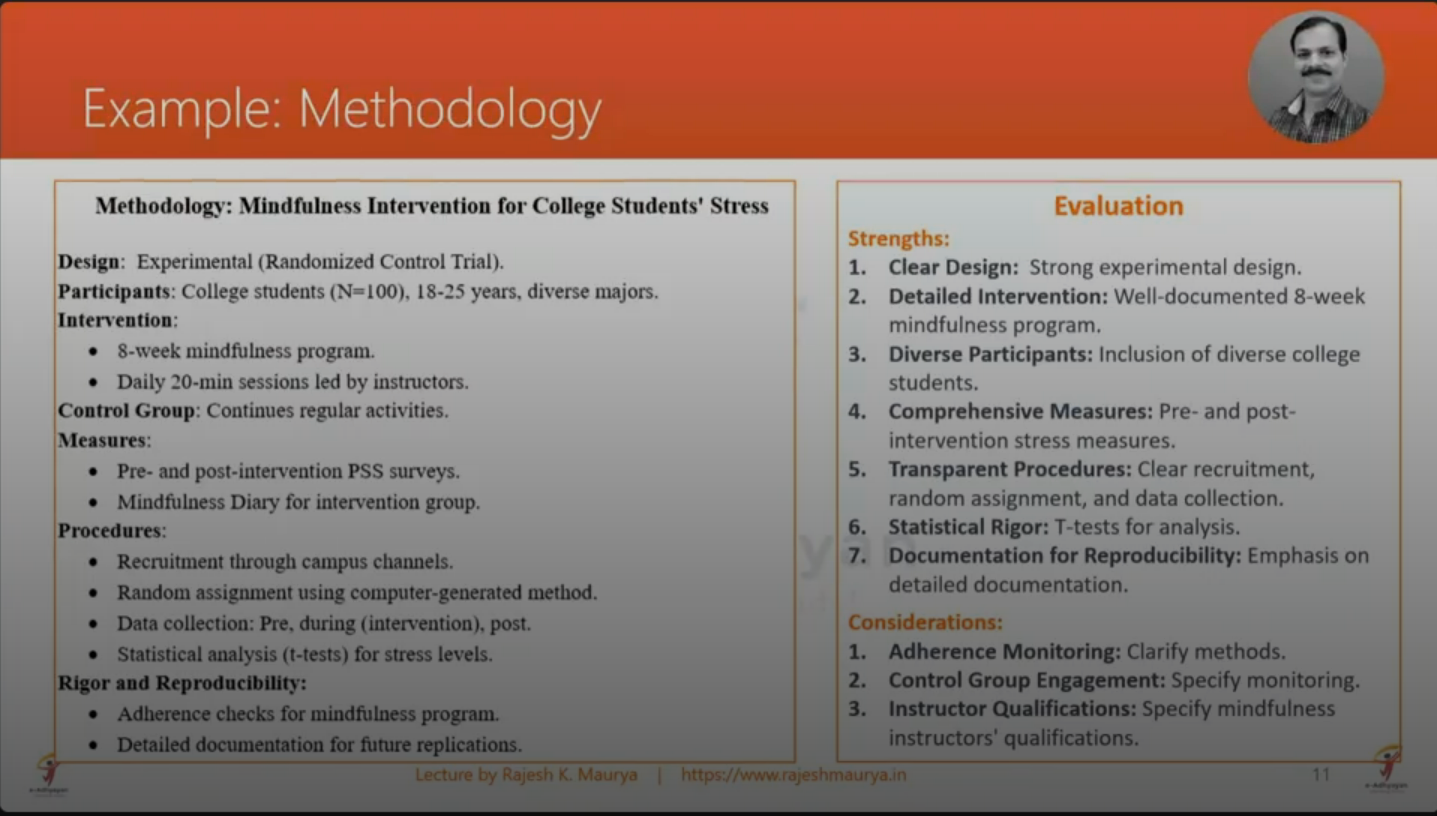 Example: Methodology
Methodology: Mindfulness Intervention for College Students' Stress
Design: Experimental (Randomized Control Trial).
Participants: College students (N=100), 18-25 years, diverse majors.
Intervention:
• 8-week mindfulness program.
• Daily 20-min sessions led by instructors.
Control Group: Continues regular activities.
Measures:
• Pre- and post-intervention PSS surveys.
• Mindfulness Diary for intervention group.
Procedures:
• Recruitment through campus channels.
• Random assignment using computer-generated method.
• Data collection: Pre, during (intervention), post.
• Statistical analysis (t-tests) for stress levels.
Rigor and Reproducibility:
• Adherence checks for mindfulness program.
• Detailed documentation for future replications.
Evaluation
Strengths:
1. Clear Design: Strong experimental design.
2. Detailed Intervention: Well-documented 8-week
mindfulness program.
3. Diverse Participants: Inclusion of diverse college
students.
4. Comprehensive Measures: Pre- and post-
intervention stress measures.
5. Transparent Procedures: Clear recruitment,
random assignment, and data collection.
6. Statistical Rigor: T-tests for analysis.
7. Documentation for Reproducibility: Emphasis on
detailed documentation.
Considerations:
1. Adherence Monitoring: Clarify methods.
2. Control Group Engagement: Specify monitoring.
3. Instructor Qualifications: Specify mindfulness
instructors' qualifications.
e-Adhyayan
Lecture by Rajesh K. Maurya | https://www.rajeshmaurya.in
11
e-Adhyayan